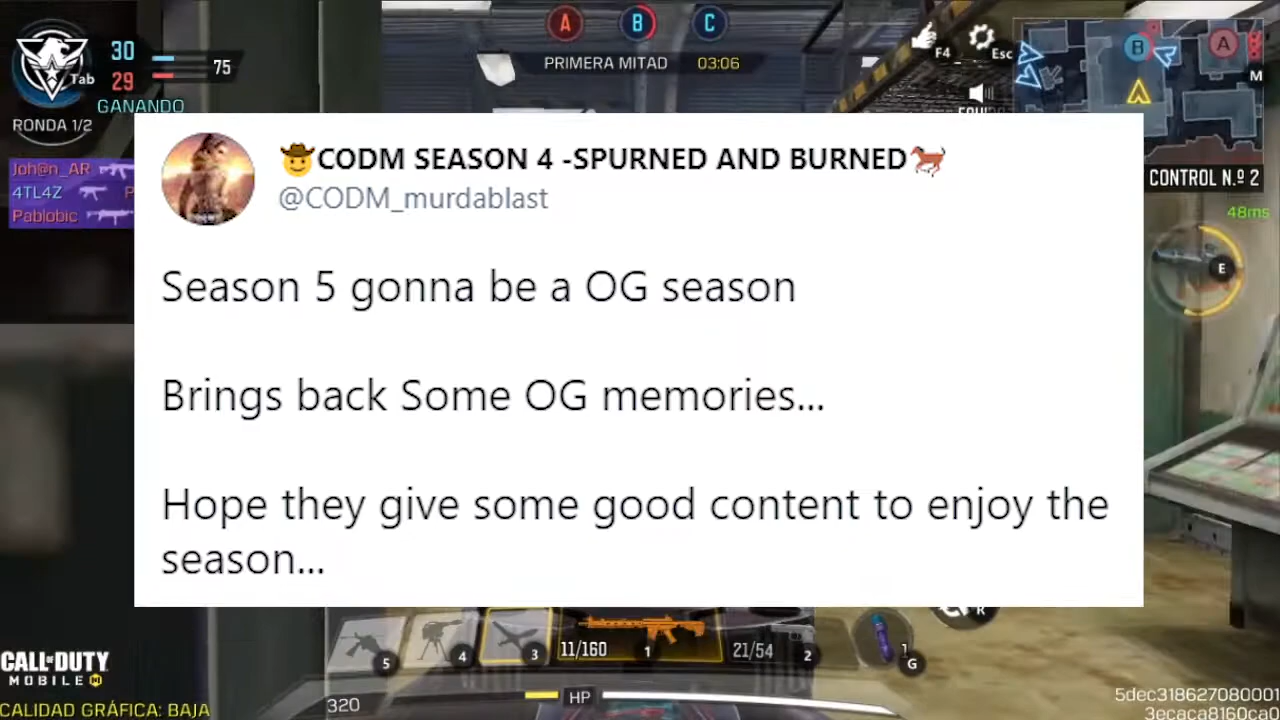 30
29
75
Tab
GANANDO
RONDA 1/2
A B C
PRIMERA MITAD 03:06
F4
Esc
B
A
M
CONTROL N.º 2
48ms
E
Joh@n_AR
4TL4Z P
Pablobic
🤠CODM SEASON 4 -SPURNED AND BURNED🐎
@CODM_murdablast
Season 5 gonna be a OG season
Brings back Some OG memories...
Hope they give some good content to enjoy the
season...
R
5
4
3
11/160
1
21/54
2
1
G
CALL OF DUTY
MOBILE
CALIDAD GRÁFICA: BAJA
320
HP
5dec318627080001
3ecaca8160ca0